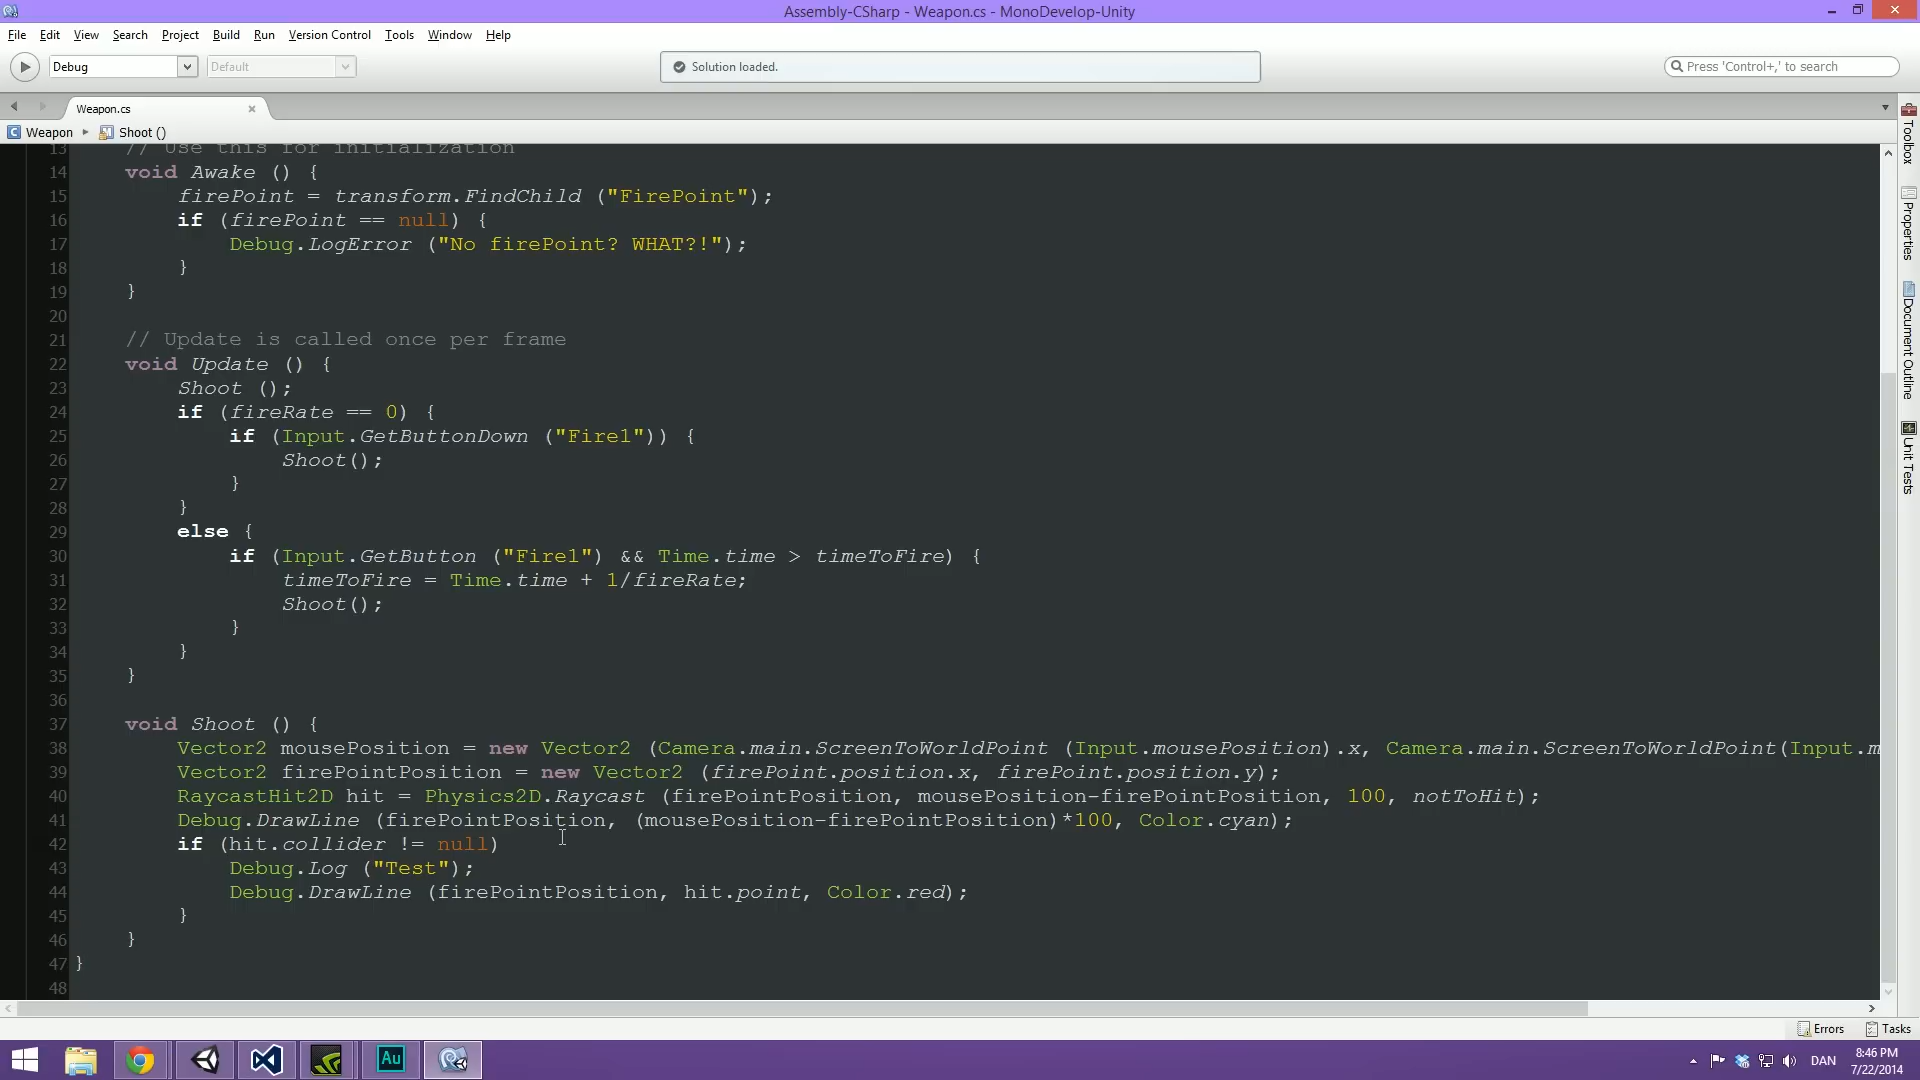 Assembly-CSharp - Weapon.cs - MonoDevelop-Unity
File Edit View Search Project Build Run Version Control Tools Window Help
Debug Default Solution loaded. Press 'Control+,' to search
Weapon.cs
Weapon Shoot ()
13 // Use this for initialization
14 void Awake () {
15 firePoint = transform.FindChild ("FirePoint");
16 if (firePoint == null) {
17 Debug.LogError ("No firePoint? WHAT?!");
18 }
19 }
20
21 // Update is called once per frame
22 void Update () {
23 Shoot ();
24 if (fireRate == 0) {
25 if (Input.GetButtonDown ("Fire1")) {
26 Shoot();
27 }
28 }
29 else {
30 if (Input.GetButton ("Fire1") && Time.time > timeToFire) {
31 timeToFire = Time.time + 1/fireRate;
32 Shoot();
33 }
34 }
35 }
36
37 void Shoot () {
38 Vector2 mousePosition = new Vector2 (Camera.main.ScreenToWorldPoint (Input.mousePosition).x, Camera.main.ScreenToWorldPoint(Input.m
39 Vector2 firePointPosition = new Vector2 (firePoint.position.x, firePoint.position.y);
40 RaycastHit2D hit = Physics2D.Raycast (firePointPosition, mousePosition-firePointPosition, 100, notToHit);
41 Debug.DrawLine (firePointPosition, (mousePosition-firePointPosition)*100, Color.cyan);
42 if (hit.collider != null)
43 Debug.Log ("Test");
44 Debug.DrawLine (firePointPosition, hit.point, Color.red);
45 }
46 }
47 }
48
Toolbox
Properties
Document Outline
Unit Tests
Errors Tasks
Au
DAN
8:46 PM
7/22/2014